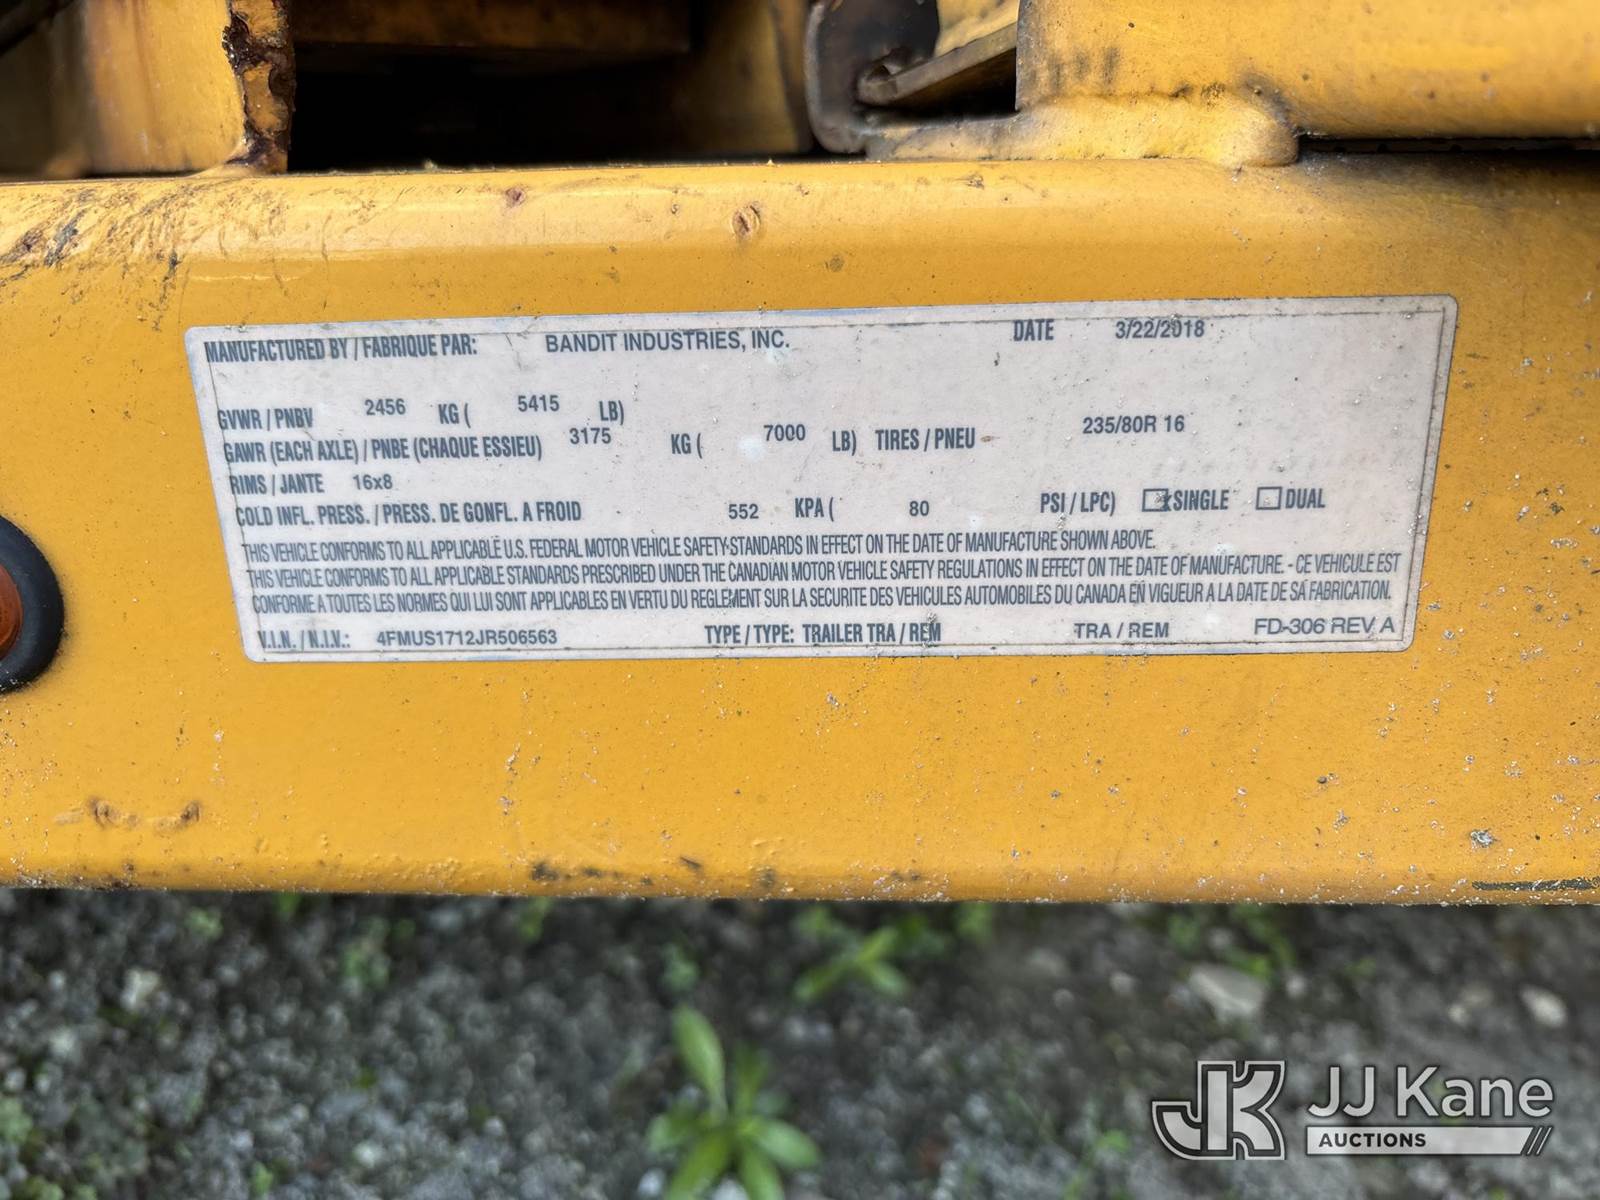 MANUFACTURED BY / FABRIQUE PAR: BANDIT INDUSTRIES, INC. DATE 3/22/2018
GVWR / PNBV 2456 KG ( 5415 LB)
GAWR (EACH AXLE) / PNBE (CHAQUE ESSIEU) 3175 KG ( 7000 LB) TIRES / PNEU 235/80R 16
RIMS / JANTE 16x8
COLD INFL. PRESS. / PRESS. DE GONFL. A FROID 552 KPA ( 80 PSI / LPC) ☒ SINGLE ☐ DUAL
THIS VEHICLE CONFORMS TO ALL APPLICABLE U.S. FEDERAL MOTOR VEHICLE SAFETY STANDARDS IN EFFECT ON THE DATE OF MANUFACTURE SHOWN ABOVE.
THIS VEHICLE CONFORMS TO ALL APPLICABLE STANDARDS PRESCRIBED UNDER THE CANADIAN MOTOR VEHICLE SAFETY REGULATIONS IN EFFECT ON THE DATE OF MANUFACTURE. - CE VEHICULE EST
CONFORME A TOUTES LES NORMES QUI LUI SONT APPLICABLES EN VERTU DU REGLEMENT SUR LA SECURITE DES VEHICULES AUTOMOBILES DU CANADA EN VIGUEUR A LA DATE DE SA FABRICATION.
V.I.N. / N.I.V.: 4FMUS1712JR506563 TYPE / TYPE: TRAILER TRA / REM TRA / REM FD-306 REV A
JK JJ Kane
AUCTIONS